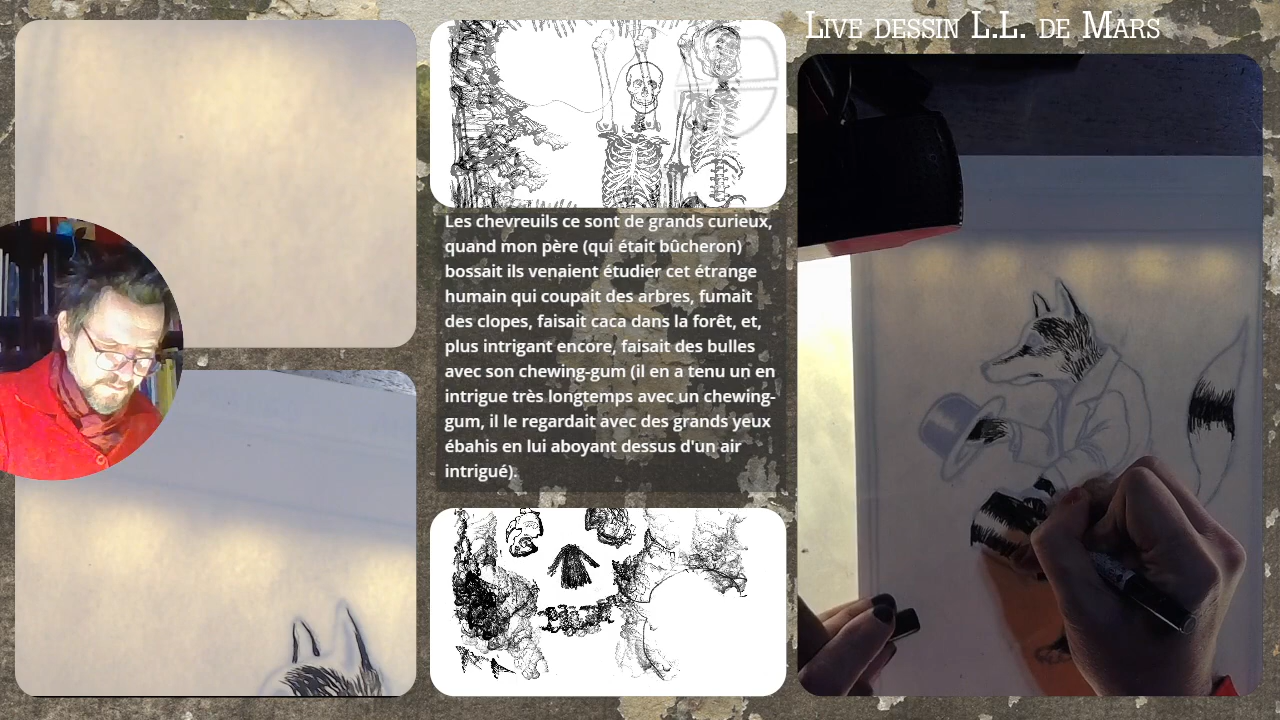 Live dessin L.L. de Mars
Les chevreuils ce sont de grands curieux,
quand mon père (qui était bûcheron)
bossait ils venaient étudier cet étrange
humain qui coupait des arbres, fumait
des clopes, faisait caca dans la forêt, et,
plus intrigant encore, faisait des bulles
avec son chewing-gum (il en a tenu un en
intrigue très longtemps avec un chewing-
gum, il le regardait avec des grands yeux
ébahis en lui aboyant dessus d'un air
intrigué).